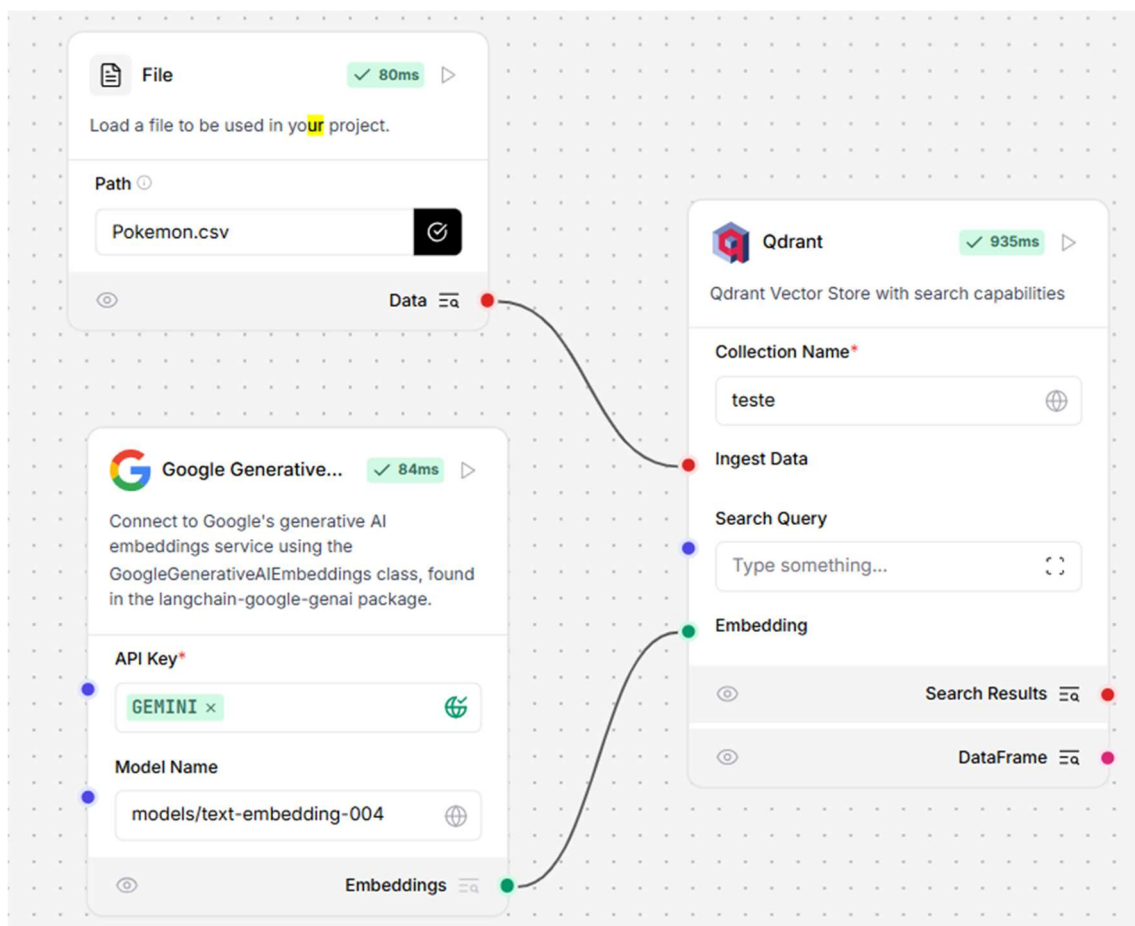 File
80ms
Load a file to be used in your project.
Path
Pokemon.csv
Data
Google Generative...
84ms
Connect to Google's generative AI
embeddings service using the
GoogleGenerativeAIEmbeddings class, found
in the langchain-google-genai package.
API Key*
GEMINI ×
Model Name
models/text-embedding-004
Embeddings
Qdrant
935ms
Qdrant Vector Store with search capabilities
Collection Name*
teste
Ingest Data
Search Query
Type something...
Embedding
Search Results
DataFrame